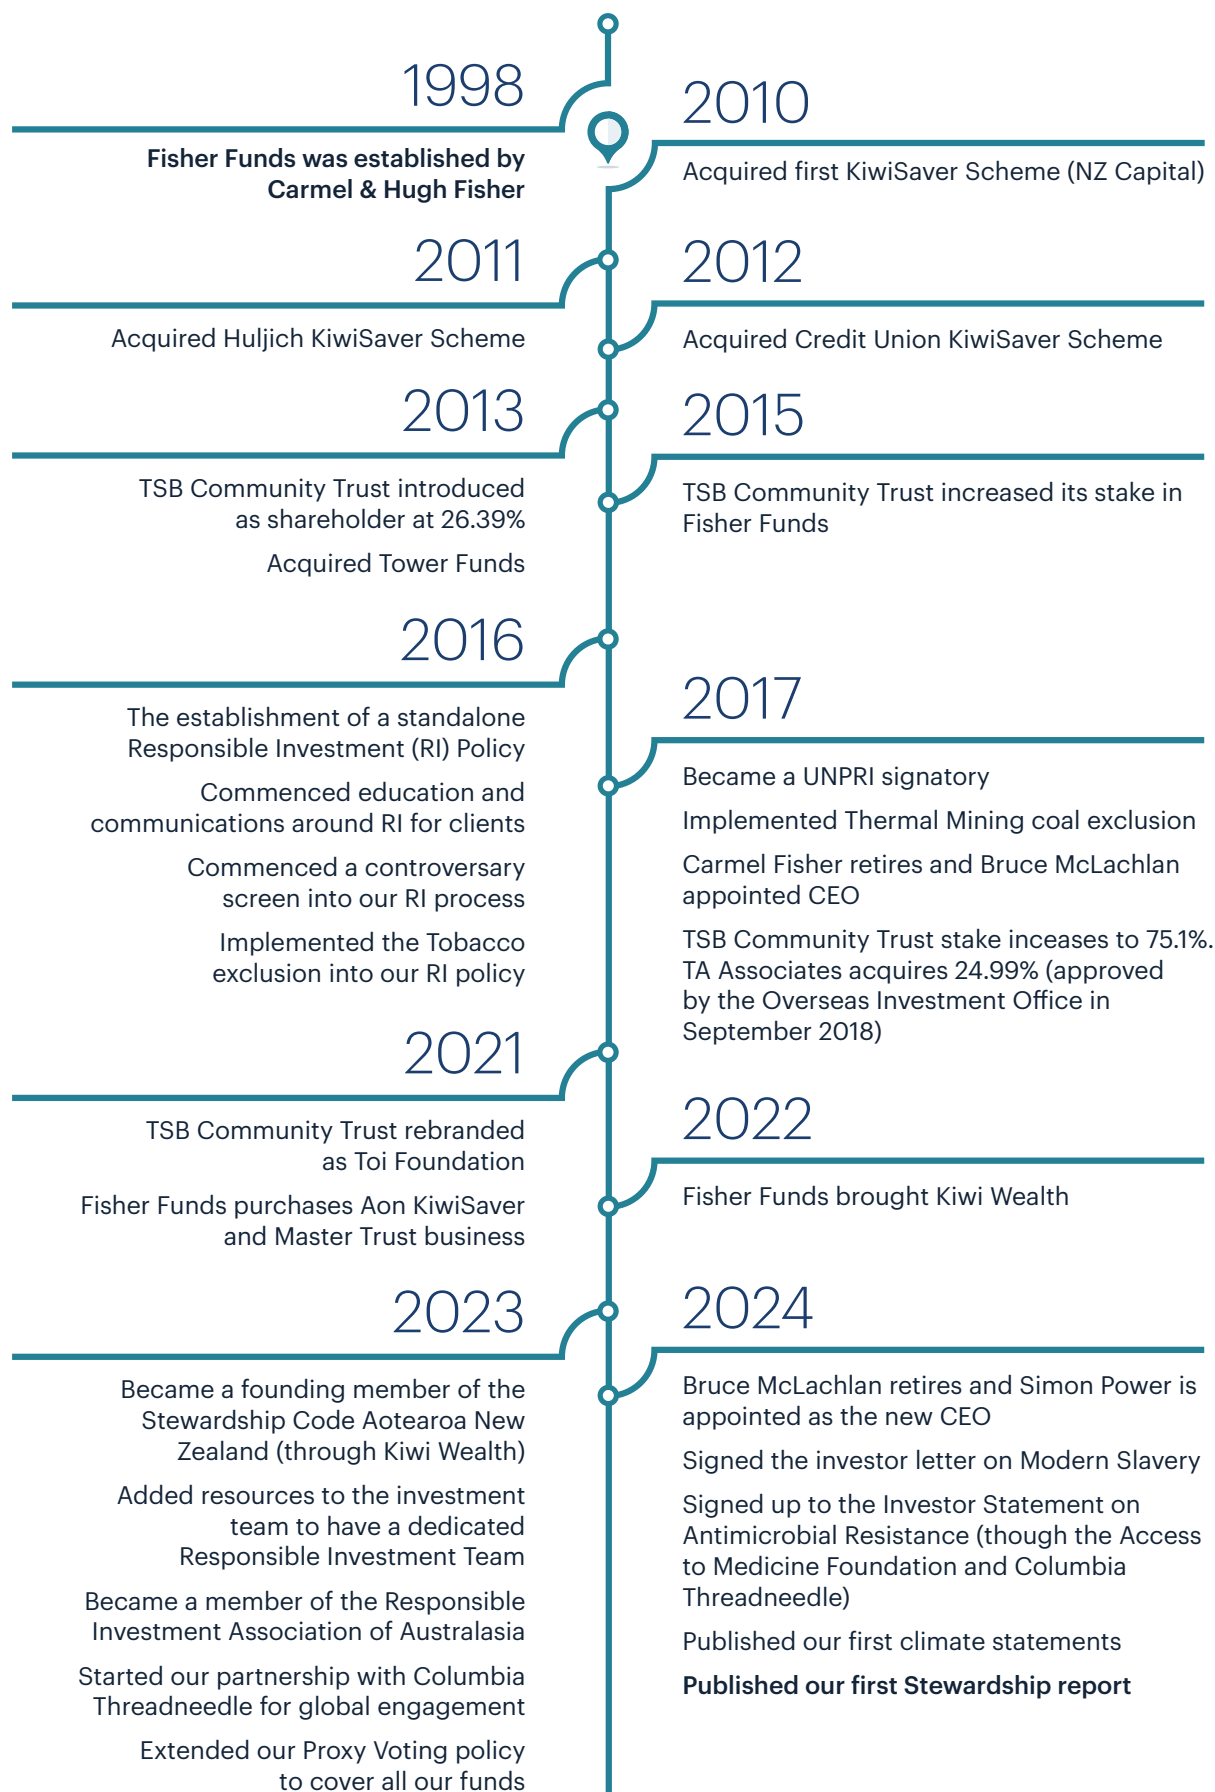 1998
Fisher Funds was established by
Carmel & Hugh Fisher
2010
Acquired first KiwiSaver Scheme (NZ Capital)
2011
Acquired Huljich KiwiSaver Scheme
2012
Acquired Credit Union KiwiSaver Scheme
2013
TSB Community Trust introduced
as shareholder at 26.39%
Acquired Tower Funds
2015
TSB Community Trust increased its stake in
Fisher Funds
2016
The establishment of a standalone
Responsible Investment (RI) Policy
Commenced education and
communications around RI for clients
Commenced a controversary
screen into our RI process
Implemented the Tobacco
exclusion into our RI policy
2017
Became a UNPRI signatory
Implemented Thermal Mining coal exclusion
Carmel Fisher retires and Bruce McLachlan
appointed CEO
TSB Community Trust stake inceases to 75.1%.
TA Associates acquires 24.99% (approved
by the Overseas Investment Office in
September 2018)
2021
TSB Community Trust rebranded
as Toi Foundation
Fisher Funds purchases Aon KiwiSaver
and Master Trust business
2022
Fisher Funds brought Kiwi Wealth
2023
Became a founding member of the
Stewardship Code Aotearoa New
Zealand (through Kiwi Wealth)
Added resources to the investment
team to have a dedicated
Responsible Investment Team
Became a member of the Responsible
Investment Association of Australasia
Started our partnership with Columbia
Threadneedle for global engagement
Extended our Proxy Voting policy
to cover all our funds
2024
Bruce McLachlan retires and Simon Power is
appointed as the new CEO
Signed the investor letter on Modern Slavery
Signed up to the Investor Statement on
Antimicrobial Resistance (though the Access
to Medicine Foundation and Columbia
Threadneedle)
Published our first climate statements
Published our first Stewardship report